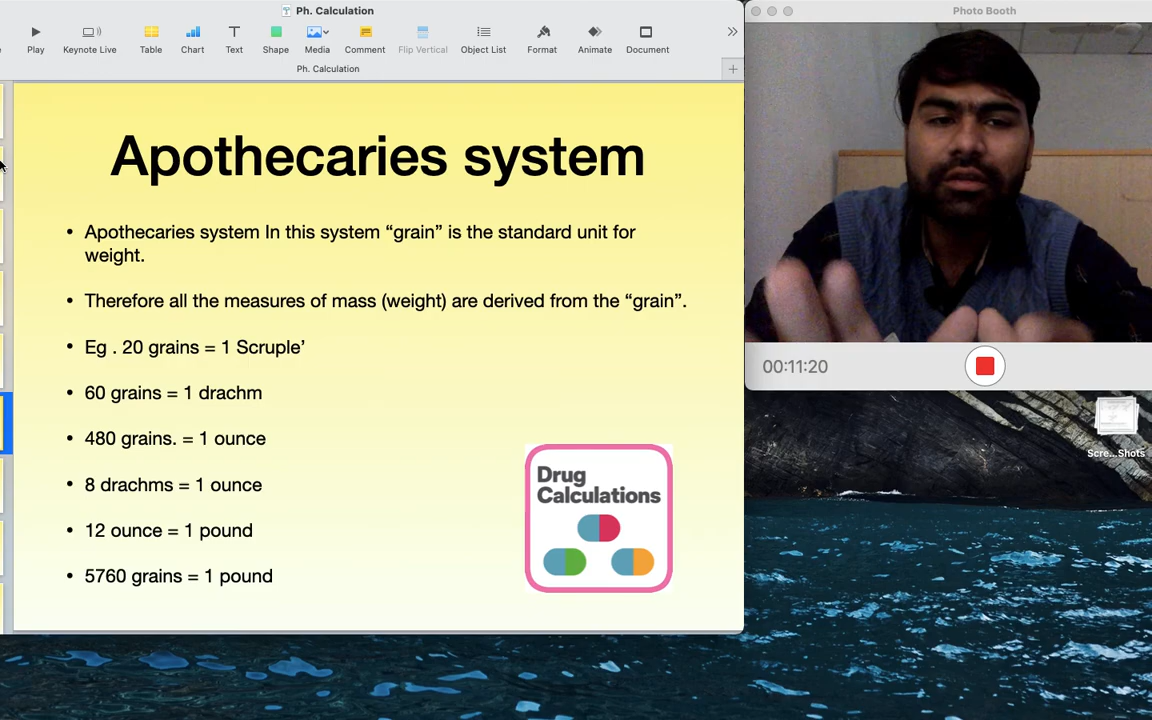 Ph. Calculation
Photo Booth
Play
Keynote Live
Table
Chart
Text
Shape
Media
Comment
Flip Vertical
Object List
Format
Animate
Document
Ph. Calculation
Apothecaries system
• Apothecaries system In this system “grain” is the standard unit for
weight.
• Therefore all the measures of mass (weight) are derived from the “grain”.
• Eg . 20 grains = 1 Scruple’
• 60 grains = 1 drachm
• 480 grains. = 1 ounce
• 8 drachms = 1 ounce
• 12 ounce = 1 pound
• 5760 grains = 1 pound
Drug
Calculations
00:11:20
Scre...Shots